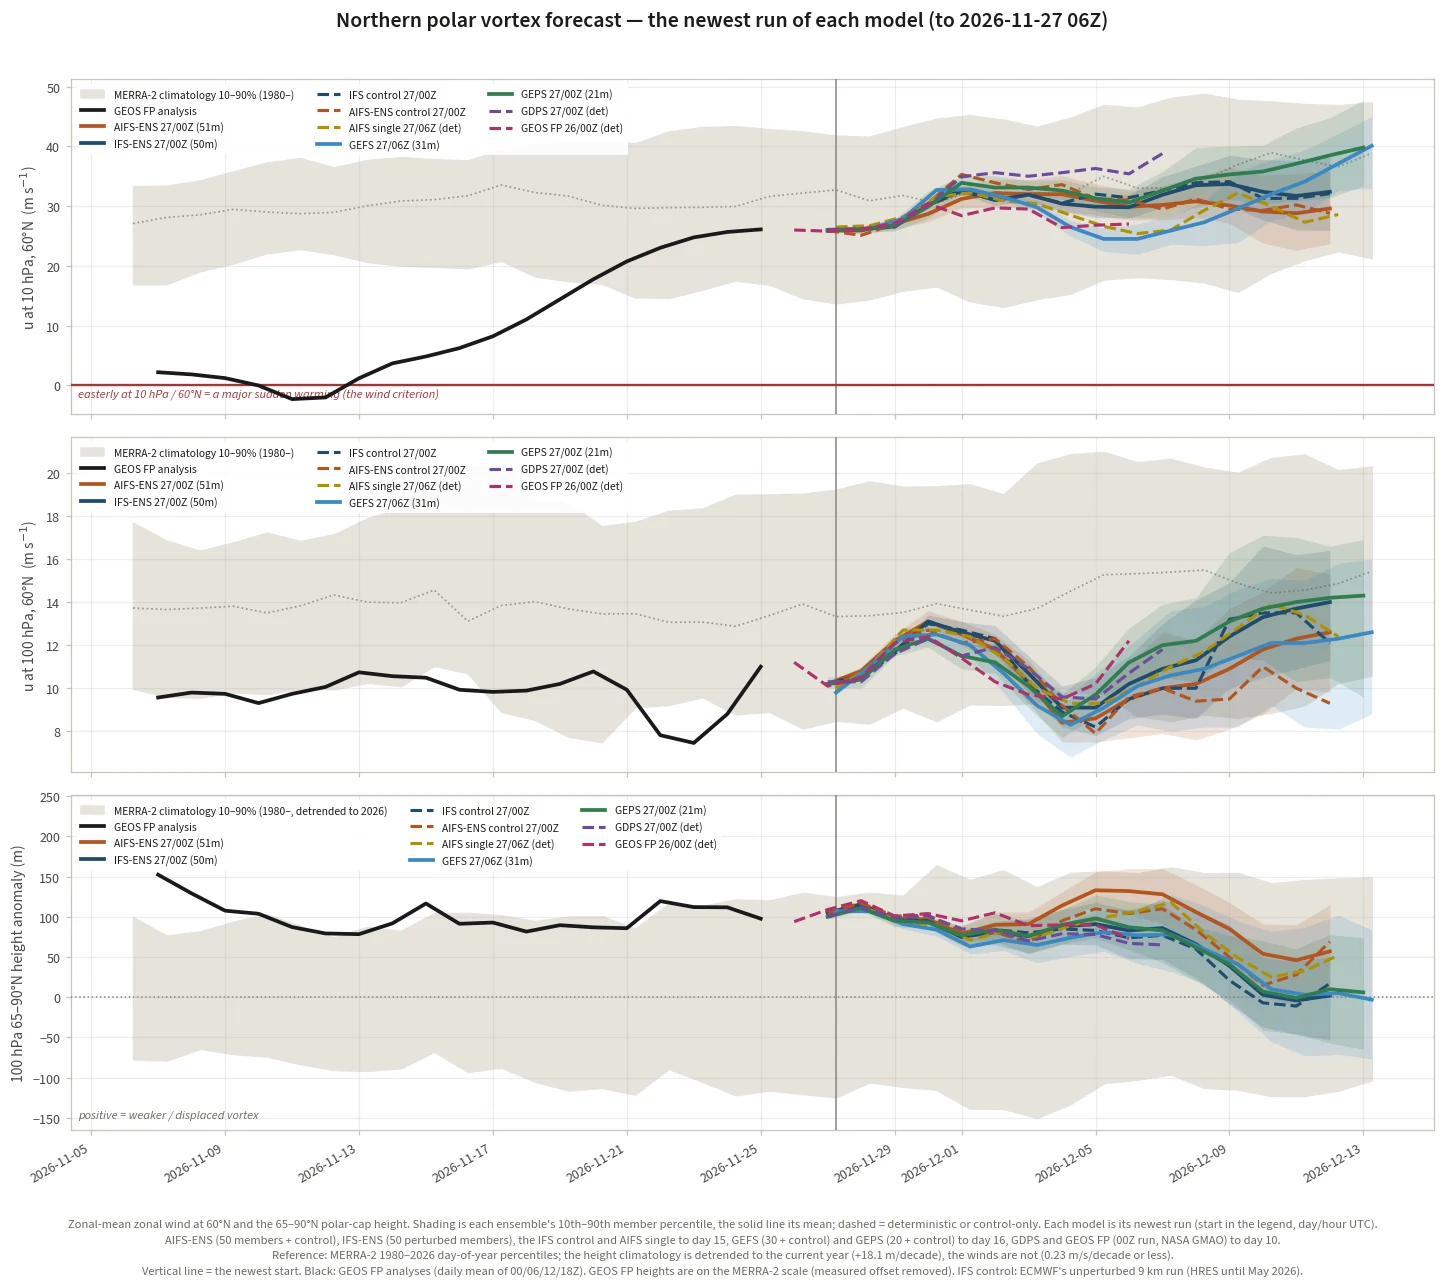 Northern polar vortex forecast — the newest run of each model (to 2026-11-27 06Z)
MERRA-2 climatology 10–90% (1980–)
GEOS FP analysis
AIFS-ENS 27/00Z (51m)
IFS-ENS 27/00Z (50m)
IFS control 27/00Z
AIFS-ENS control 27/00Z
AIFS single 27/06Z (det)
GEFS 27/06Z (31m)
GEPS 27/00Z (21m)
GDPS 27/00Z (det)
GEOS FP 26/00Z (det)
u at 10 hPa, 60°N (m s⁻¹)
50
40
30
20
10
0
easterly at 10 hPa / 60°N = a major sudden warming (the wind criterion)
MERRA-2 climatology 10–90% (1980–)
GEOS FP analysis
AIFS-ENS 27/00Z (51m)
IFS-ENS 27/00Z (50m)
IFS control 27/00Z
AIFS-ENS control 27/00Z
AIFS single 27/06Z (det)
GEFS 27/06Z (31m)
GEPS 27/00Z (21m)
GDPS 27/00Z (det)
GEOS FP 26/00Z (det)
u at 100 hPa, 60°N (m s⁻¹)
20
18
16
14
12
10
8
MERRA-2 climatology 10–90% (1980–, detrended to 2026)
GEOS FP analysis
AIFS-ENS 27/00Z (51m)
IFS-ENS 27/00Z (50m)
IFS control 27/00Z
AIFS-ENS control 27/00Z
AIFS single 27/06Z (det)
GEFS 27/06Z (31m)
GEPS 27/00Z (21m)
GDPS 27/00Z (det)
GEOS FP 26/00Z (det)
100 hPa 65–90°N height anomaly (m)
250
200
150
100
50
0
−50
−100
−150
positive = weaker / displaced vortex
2026-11-05
2026-11-09
2026-11-13
2026-11-17
2026-11-21
2026-11-25
2026-11-29
2026-12-01
2026-12-05
2026-12-09
2026-12-13
Zonal-mean zonal wind at 60°N and the 65–90°N polar-cap height. Shading is each ensemble's 10th–90th member percentile, the solid line its mean; dashed = deterministic or control-only. Each model is its newest run (start in the legend, day/hour UTC).
AIFS-ENS (50 members + control), IFS-ENS (50 perturbed members), the IFS control and AIFS single to day 15, GEFS (30 + control) and GEPS (20 + control) to day 16, GDPS and GEOS FP (00Z run, NASA GMAO) to day 10.
Reference: MERRA-2 1980–2026 day-of-year percentiles; the height climatology is detrended to the current year (+18.1 m/decade), the winds are not (0.23 m/s/decade or less).
Vertical line = the newest start. Black: GEOS FP analyses (daily mean of 00/06/12/18Z). GEOS FP heights are on the MERRA-2 scale (measured offset removed). IFS control: ECMWF's unperturbed 9 km run (HRES until May 2026).